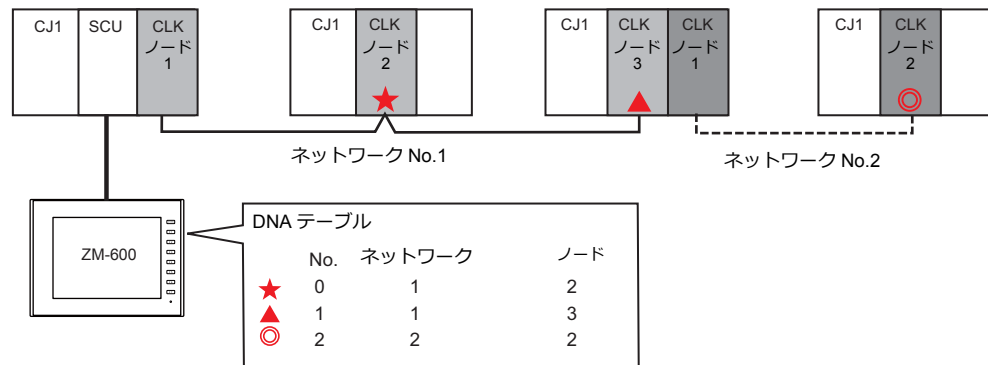 CJ1 SCU CLK ノード 1
CLK ノード 2
CJ1 CLK ノード 3 CLK ノード 1
CJ1 CLK ノード 2
ネットワーク No.1
ネットワーク No.2
ZM-600
DNA テーブル
No. ネットワーク ノード
0 1 2
1 1 3
2 2 2